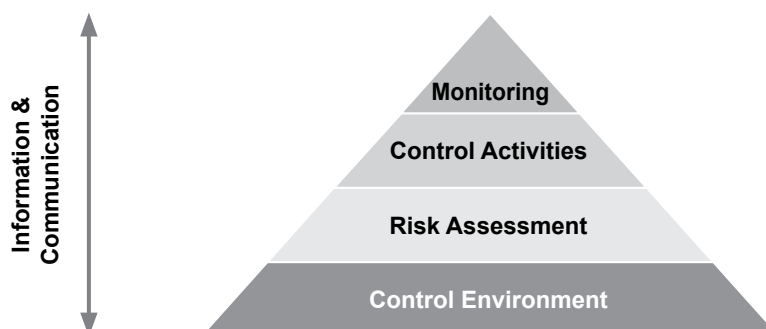 Information &
Communication
Monitoring
Control Activities
Risk Assessment
Control Environment